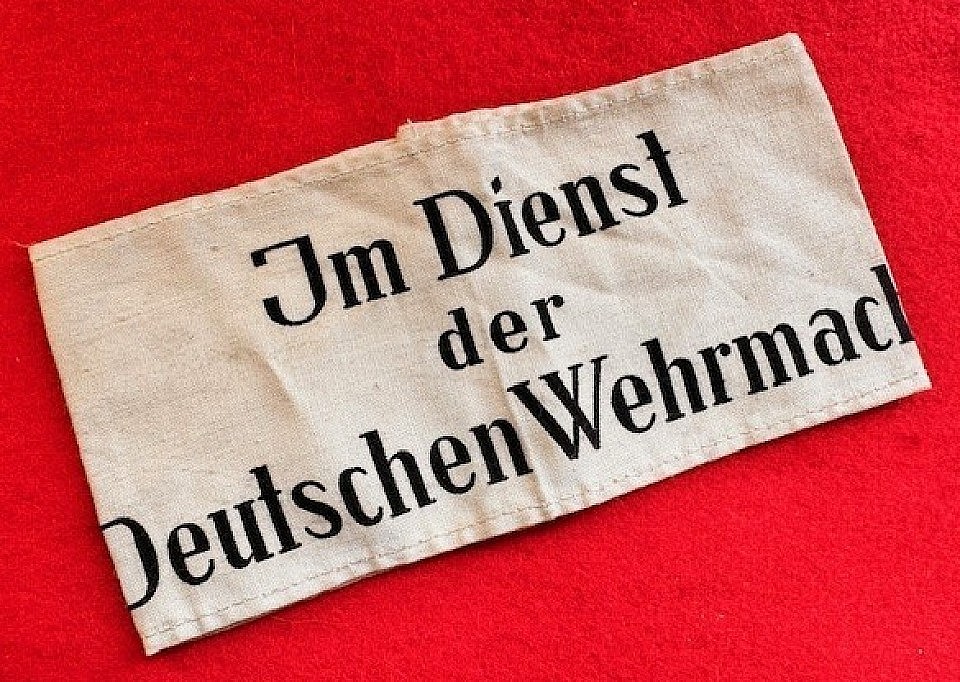 Im Dienst
der
Deutschen Wehrmach